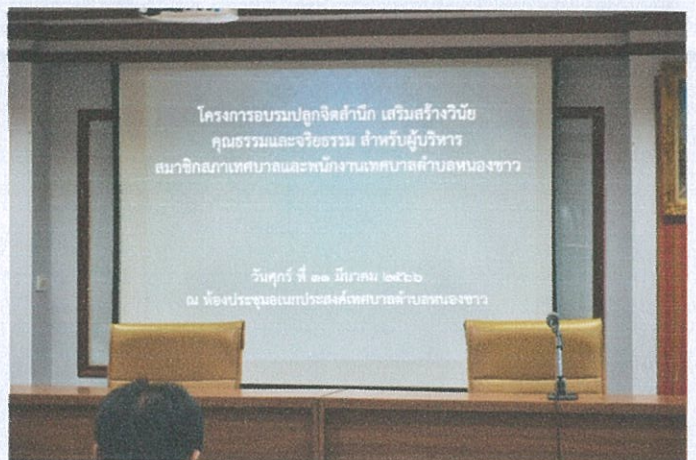 โครงการอบรมปลูกจิตสำนึก เสริมสร้างวินัย
คุณธรรมและจริยธรรม สำหรับผู้บริหาร
สมาชิกสภาเทศบาลและพนักงานเทศบาลตำบลหนองขาว
วันศุกร์ ที่ ๓๑ มีนาคม ๒๕๖๖
ณ ห้องประชุมอเนกประสงค์เทศบาลตำบลหนองขาว